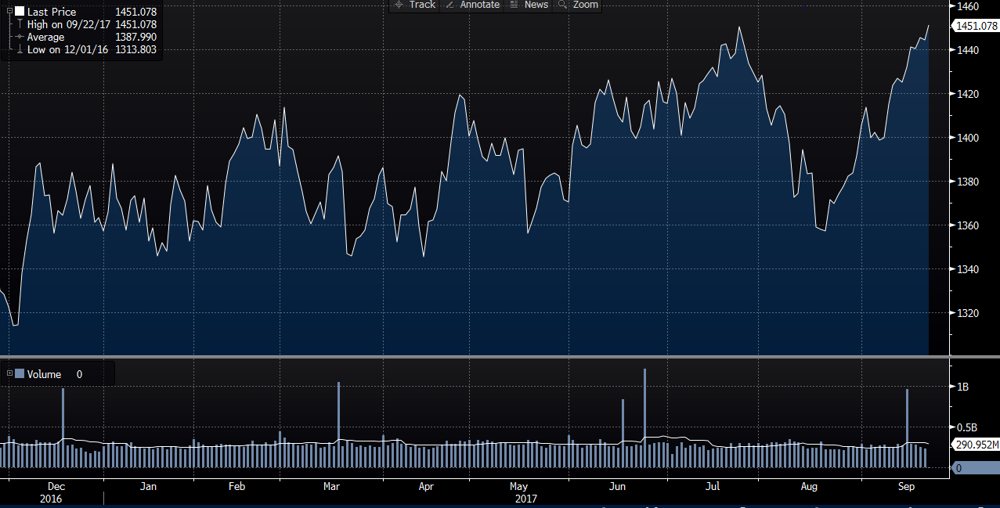 Track Annotate News Zoom
Last Price 1451.078
High on 09/22/17 1451.078
Average 1387.990
Low on 12/01/16 1313.803
1460
1451.078
1440
1420
1400
1380
1360
1340
1320
Volume 0
1B
0.5B
290.952M
0
Dec Jan Feb Mar Apr May Jun Jul Aug Sep
2016 2017